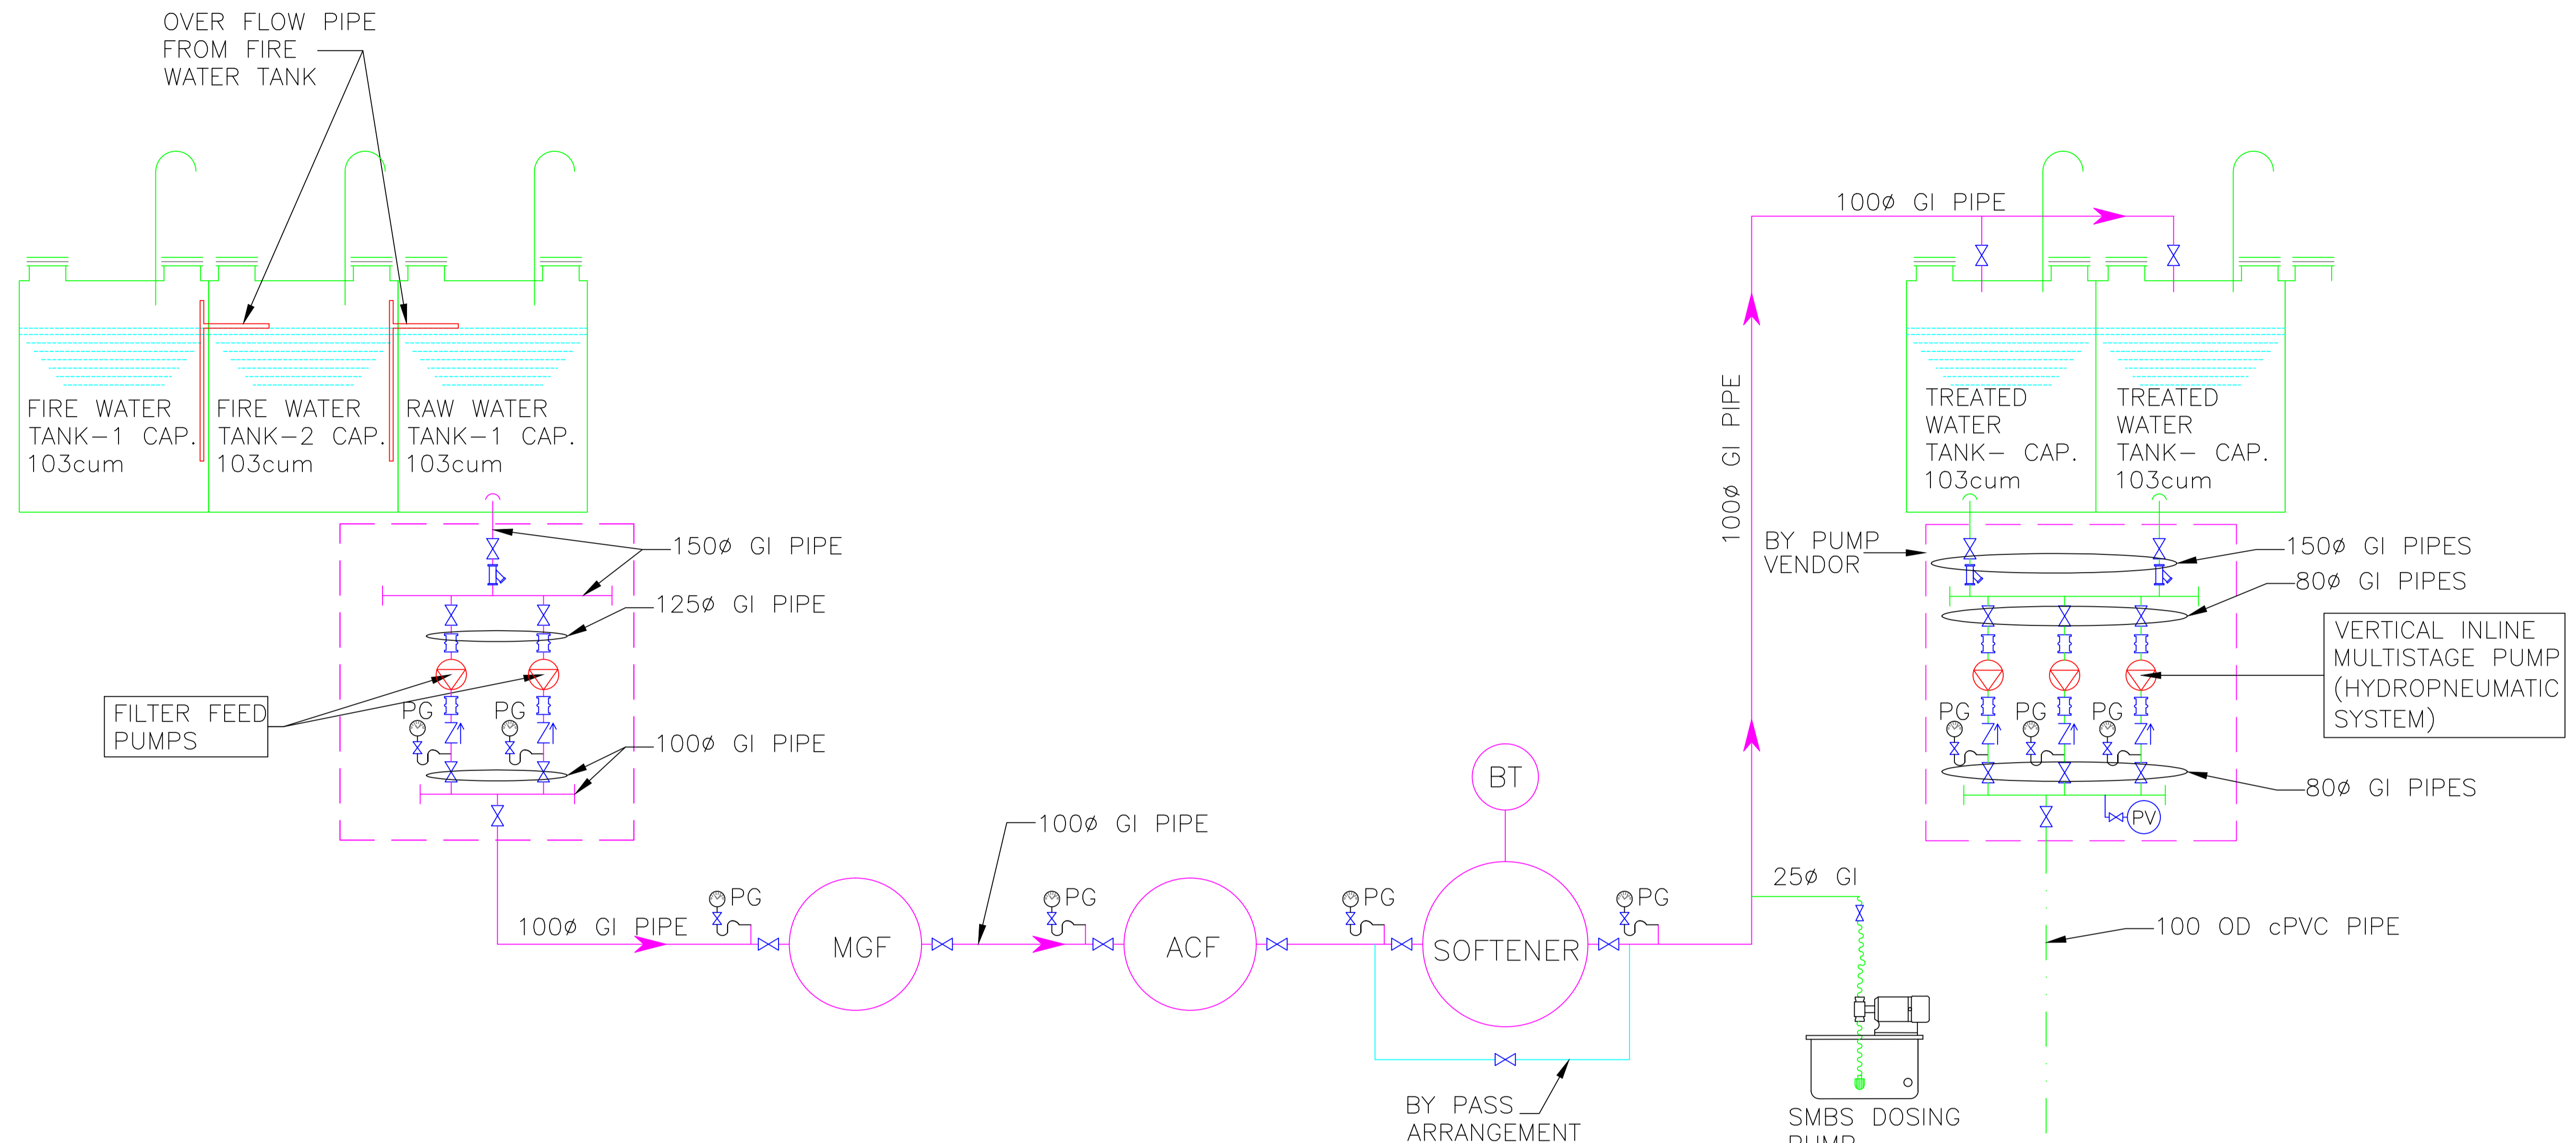 OVER FLOW PIPE
FROM FIRE
WATER TANK
FIRE WATER
TANK-1 CAP.
103cum
FIRE WATER
TANK-2 CAP.
103cum
RAW WATER
TANK-1 CAP.
103cum
150Ø GI PIPE
125Ø GI PIPE
FILTER FEED
PUMPS
PG
PG
100Ø GI PIPE
100Ø GI PIPE
PG
MGF
100Ø GI PIPE
PG
ACF
PG
BT
SOFTENER
PG
BY PASS
ARRANGEMENT
100Ø GI PIPE
100Ø GI PIPE
25Ø GI
SMBS DOSING
PUMP
TREATED
WATER
TANK- CAP.
103cum
TREATED
WATER
TANK- CAP.
103cum
BY PUMP
VENDOR
150Ø GI PIPES
80Ø GI PIPES
VERTICAL INLINE
MULTISTAGE PUMP
(HYDROPNEUMATIC
SYSTEM)
PG
PG
PG
80Ø GI PIPES
PV
100 OD cPVC PIPE